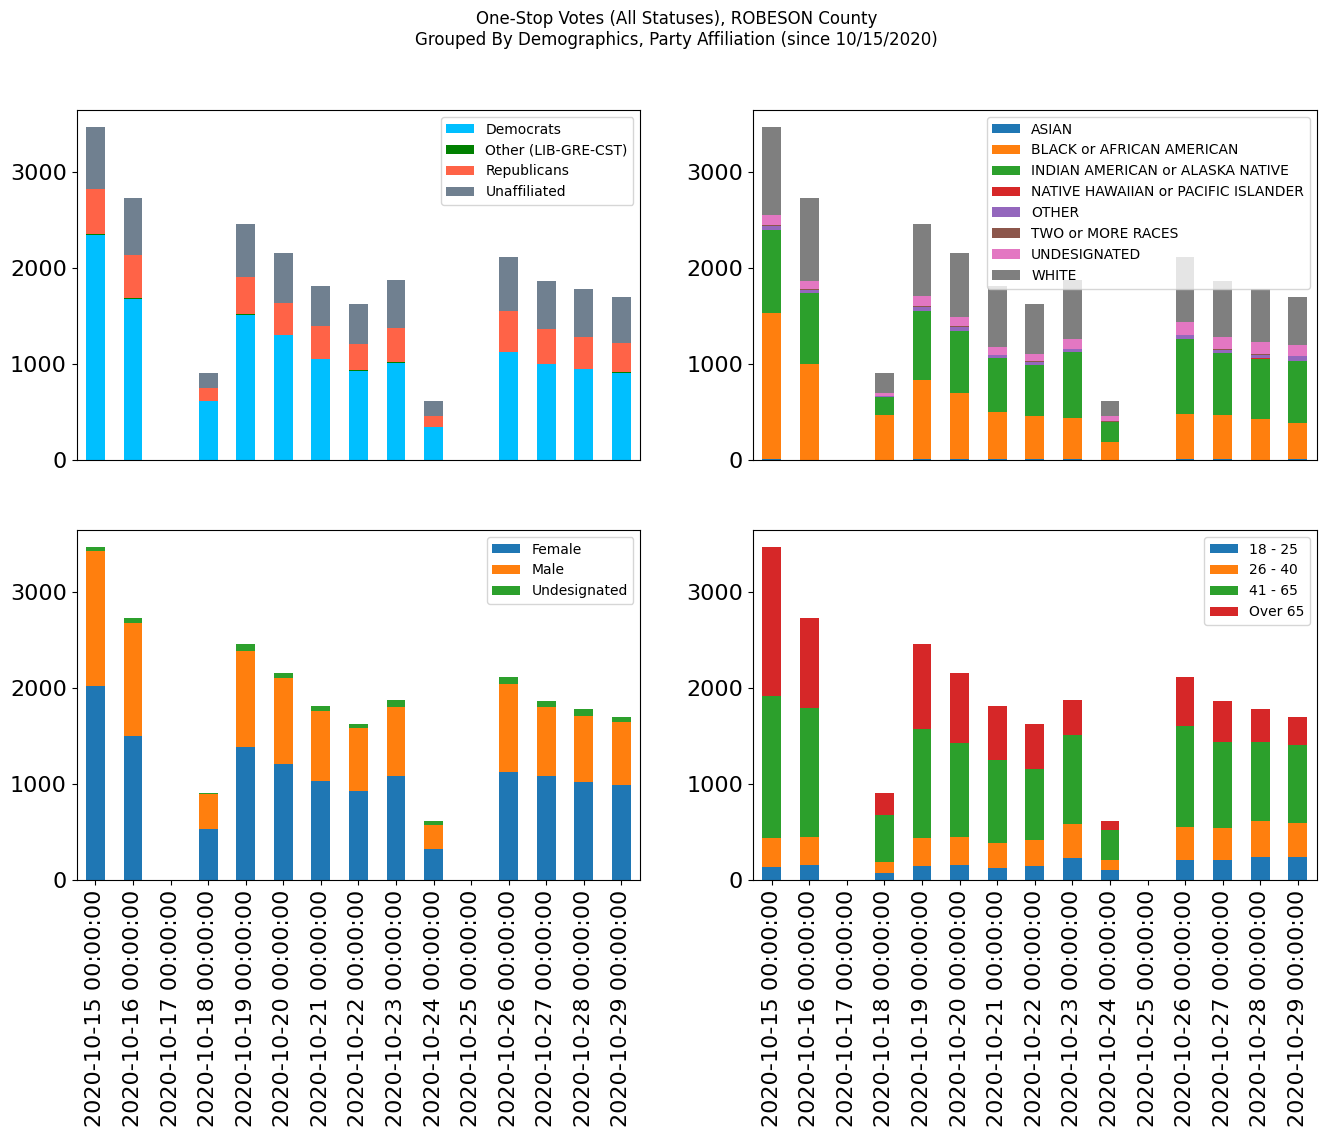 One-Stop Votes (All Statuses), ROBESON County
Grouped By Demographics, Party Affiliation (since 10/15/2020)
3000
2000
1000
0
Democrats
Other (LIB-GRE-CST)
Republicans
Unaffiliated
3000
2000
1000
0
ASIAN
BLACK or AFRICAN AMERICAN
INDIAN AMERICAN or ALASKA NATIVE
NATIVE HAWAIIAN or PACIFIC ISLANDER
OTHER
TWO or MORE RACES
UNDESIGNATED
WHITE
3000
2000
1000
0
Female
Male
Undesignated
2020-10-15 00:00:00
2020-10-16 00:00:00
2020-10-17 00:00:00
2020-10-18 00:00:00
2020-10-19 00:00:00
2020-10-20 00:00:00
2020-10-21 00:00:00
2020-10-22 00:00:00
2020-10-23 00:00:00
2020-10-24 00:00:00
2020-10-25 00:00:00
2020-10-26 00:00:00
2020-10-27 00:00:00
2020-10-28 00:00:00
2020-10-29 00:00:00
3000
2000
1000
0
18 - 25
26 - 40
41 - 65
Over 65
2020-10-15 00:00:00
2020-10-16 00:00:00
2020-10-17 00:00:00
2020-10-18 00:00:00
2020-10-19 00:00:00
2020-10-20 00:00:00
2020-10-21 00:00:00
2020-10-22 00:00:00
2020-10-23 00:00:00
2020-10-24 00:00:00
2020-10-25 00:00:00
2020-10-26 00:00:00
2020-10-27 00:00:00
2020-10-28 00:00:00
2020-10-29 00:00:00